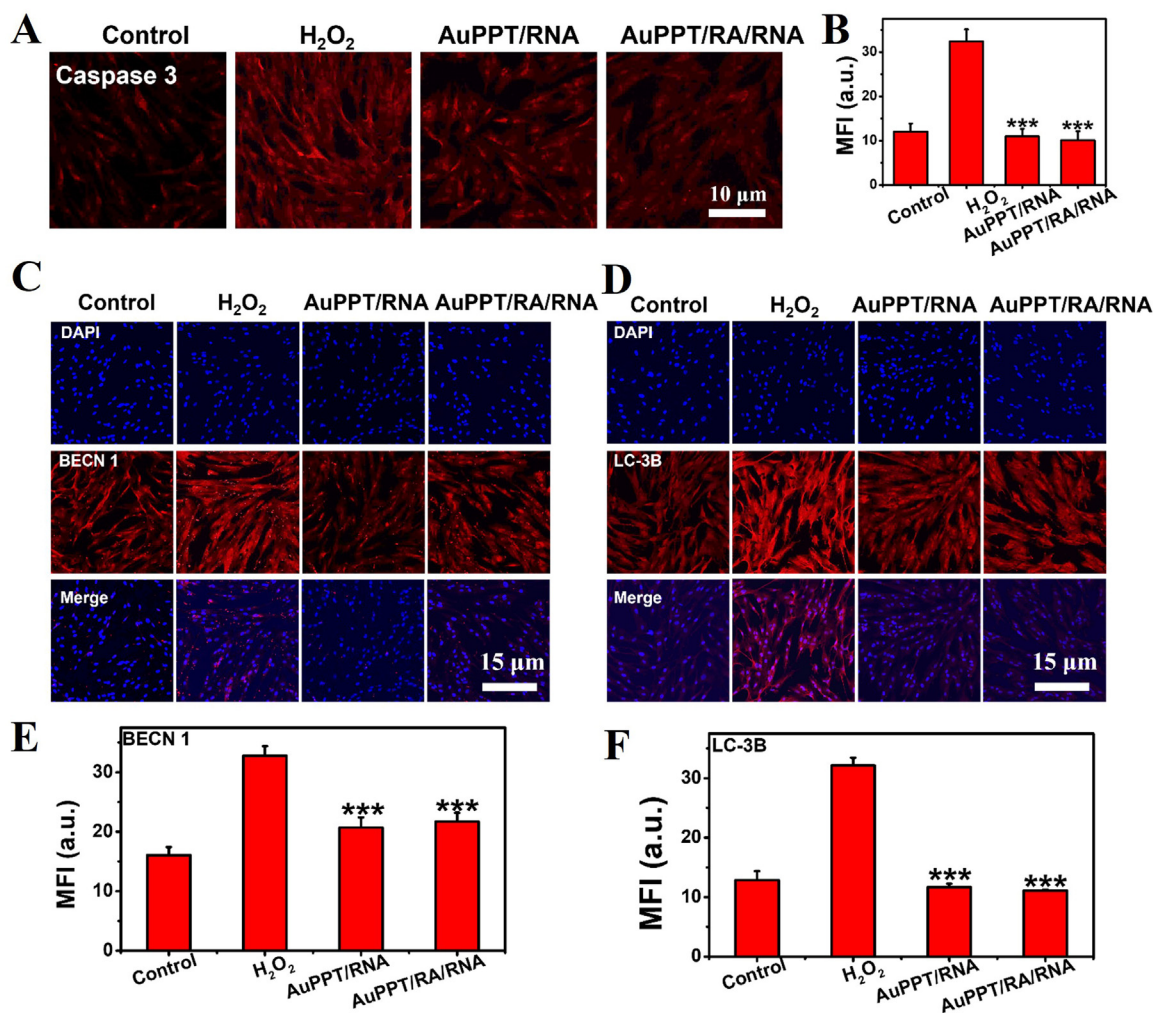 A
Control H₂O₂ AuPPT/RNA AuPPT/RA/RNA
Caspase 3
10 μm
B
MFI (a.u.)
30
20
10
0
Control
H₂O₂
AuPPT/RNA
AuPPT/RA/RNA
*** ***
C
Control H₂O₂ AuPPT/RNA AuPPT/RA/RNA
DAPI
BECN 1
Merge
15 μm
D
Control H₂O₂ AuPPT/RNA AuPPT/RA/RNA
DAPI
LC-3B
Merge
15 μm
E
BECN 1
MFI (a.u.)
30
20
10
0
*** ***
Control
H₂O₂
AuPPT/RNA
AuPPT/RA/RNA
F
LC-3B
MFI (a.u.)
30
20
10
0
*** ***
Control
H₂O₂
AuPPT/RNA
AuPPT/RA/RNA